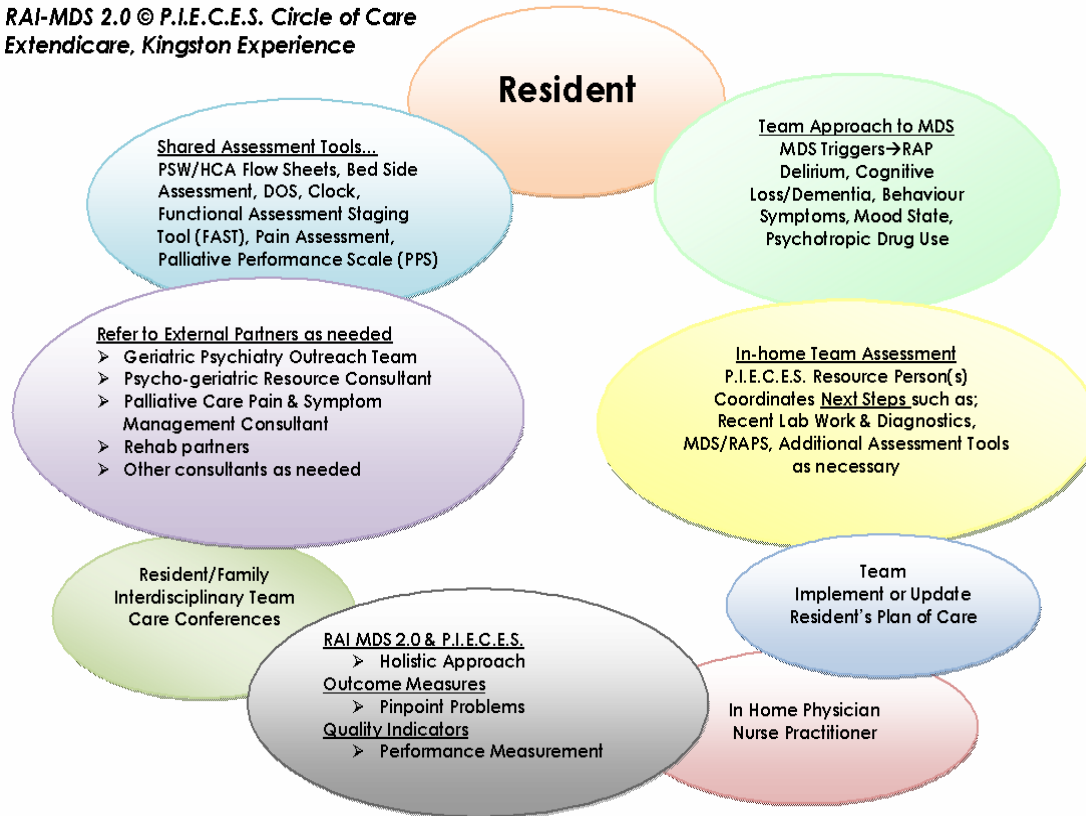 RAI-MDS 2.0 © P.I.E.C.E.S. Circle of Care
Extendicare, Kingston Experience
Resident
Team Approach to MDS
MDS Triggers→RAP
Delirium, Cognitive
Loss/Dementia, Behaviour
Symptoms, Mood State,
Psychotropic Drug Use
In-home Team Assessment
P.I.E.C.E.S. Resource Person(s)
Coordinates Next Steps such as;
Recent Lab Work & Diagnostics,
MDS/RAPS, Additional Assessment Tools
as necessary
Team
Implement or Update
Resident's Plan of Care
In Home Physician
Nurse Practitioner
RAI MDS 2.0 & P.I.E.C.E.S.
➢ Holistic Approach
Outcome Measures
➢ Pinpoint Problems
Quality Indicators
➢ Performance Measurement
Resident/Family
Interdisciplinary Team
Care Conferences
Refer to External Partners as needed
➢ Geriatric Psychiatry Outreach Team
➢ Psycho-geriatric Resource Consultant
➢ Palliative Care Pain & Symptom
Management Consultant
➢ Rehab partners
➢ Other consultants as needed
Shared Assessment Tools...
PSW/HCA Flow Sheets, Bed Side
Assessment, DOS, Clock,
Functional Assessment Staging
Tool (FAST), Pain Assessment,
Palliative Performance Scale (PPS)